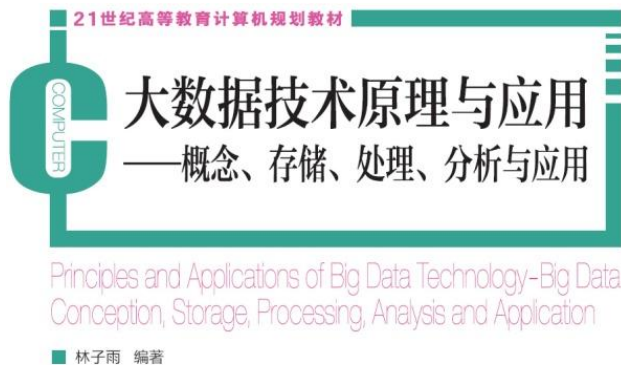 21世纪高等教育计算机规划教材
COMPUTER
大数据技术原理与应用
——概念、存储、处理、分析与应用
Principles and Applications of Big Data Technology–Big Data
Conception, Storage, Processing, Analysis and Application
林子雨 编著